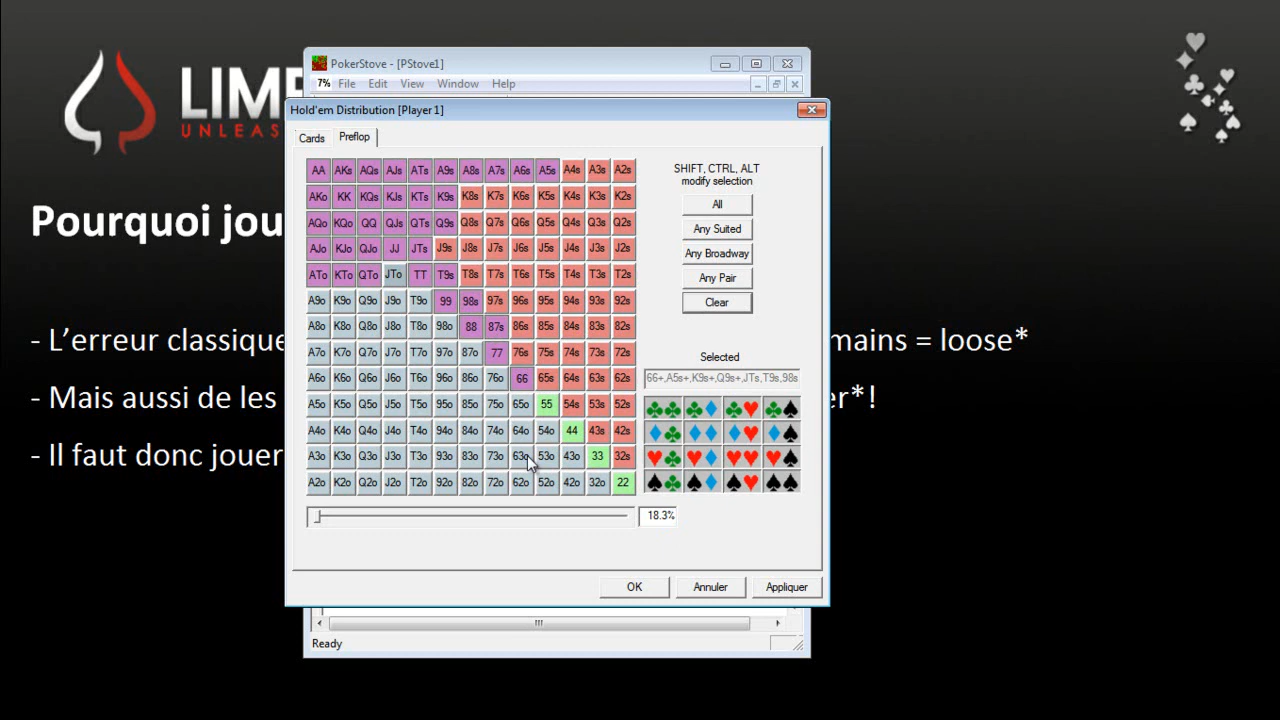 LIMP
UNLEAS
PokerStove - [PStove1]
7% File Edit View Window Help
Hold'em Distribution [Player 1]
Cards Preflop
AA AKs AQs AJs ATs A9s A8s A7s A6s A5s A4s A3s A2s
AKo KK KQs KJs KTs K9s K8s K7s K6s K5s K4s K3s K2s
AQo KQo QQ QJs QTs Q9s Q8s Q7s Q6s Q5s Q4s Q3s Q2s
AJo KJo QJo JJ JTs J9s J8s J7s J6s J5s J4s J3s J2s
ATo KTo QTo JTo TT T9s T8s T7s T6s T5s T4s T3s T2s
A9o K9o Q9o J9o T9o 99 98s 97s 96s 95s 94s 93s 92s
A8o K8o Q8o J8o T8o 98o 88 87s 86s 85s 84s 83s 82s
A7o K7o Q7o J7o T7o 97o 87o 77 76s 75s 74s 73s 72s
A6o K6o Q6o J6o T6o 96o 86o 76o 66 65s 64s 63s 62s
A5o K5o Q5o J5o T5o 95o 85o 75o 65o 55 54s 53s 52s
A4o K4o Q4o J4o T4o 94o 84o 74o 64o 54o 44 43s 42s
A3o K3o Q3o J3o T3o 93o 83o 73o 63o 53o 43o 33 32s
A2o K2o Q2o J2o T2o 92o 82o 72o 62o 52o 42o 32o 22
SHIFT, CTRL, ALT
modify selection
All
Any Suited
Any Broadway
Any Pair
Clear
Selected
66+,A5s+,K9s+,Q9s+,JTs,T9s,98s
18.3%
OK Annuler Appliquer
Ready
Pourquoi jou
- L'erreur classique mains = loose*
- Mais aussi de les er*!
- Il faut donc jouer